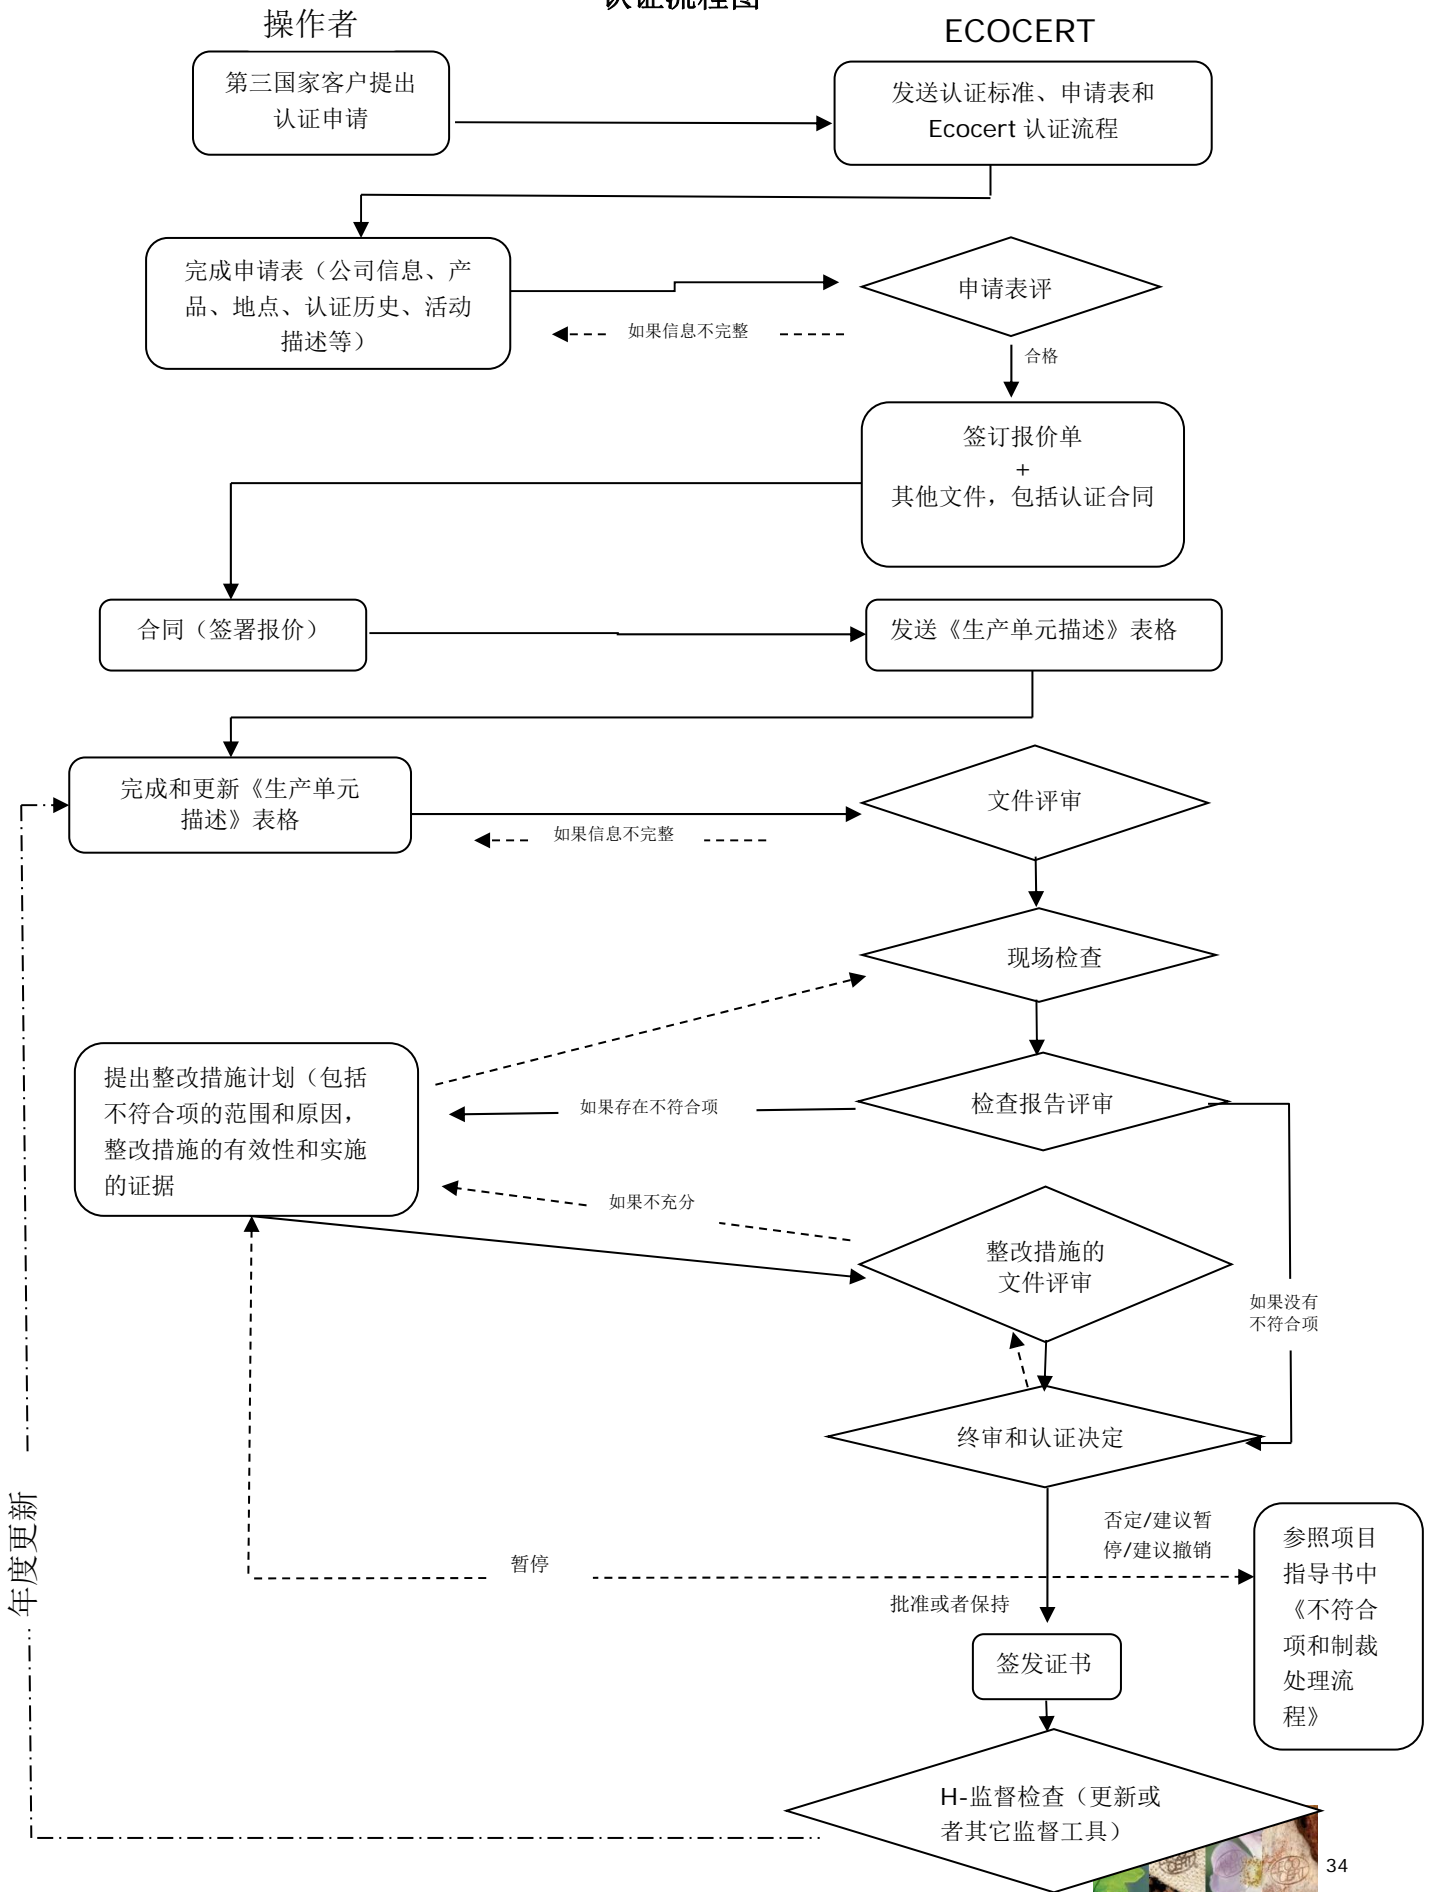 认证流程图
操作者
ECOCERT
第三国家客户提出
认证申请
发送认证标准、申请表和
Ecocert 认证流程
完成申请表（公司信息、产
品、地点、认证历史、活动
描述等）
申请表评
如果信息不完整
合格
签订报价单
+
其他文件，包括认证合同
合同（签署报价）
发送《生产单元描述》表格
完成和更新《生产单元
描述》表格
文件评审
如果信息不完整
现场检查
提出整改措施计划（包括
不符合项的范围和原因，
整改措施的有效性和实施
的证据
如果存在不符合项
检查报告评审
如果不充分
整改措施的
文件评审
如果没有
不符合项
终审和认证决定
年度更新
暂停
否定/建议暂
停/建议撤销
批准或者保持
参照项目
指导书中
《不符合
项和制裁
处理流
程》
签发证书
H-监督检查（更新或
者其它监督工具）
34